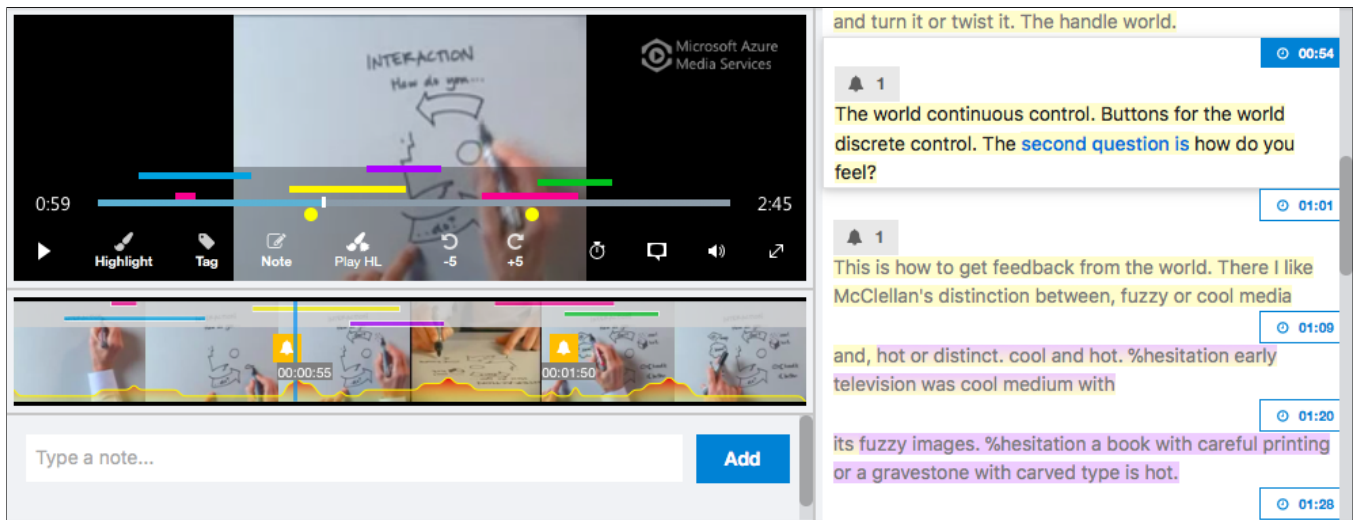 INTERACTION
How do you...
Microsoft Azure
Media Services
...do?
0:59
2:45
Highlight
Tag
Note
Play HL
-5
+5
00:00:55
00:01:50
Type a note...
Add
and turn it or twist it. The handle world.
00:54
1
The world continuous control. Buttons for the world
discrete control. The second question is how do you
feel?
01:01
1
This is how to get feedback from the world. There I like
McClellan's distinction between, fuzzy or cool media
01:09
and, hot or distinct. cool and hot. %hesitation early
television was cool medium with
01:20
its fuzzy images. %hesitation a book with careful printing
or a gravestone with carved type is hot.
01:28